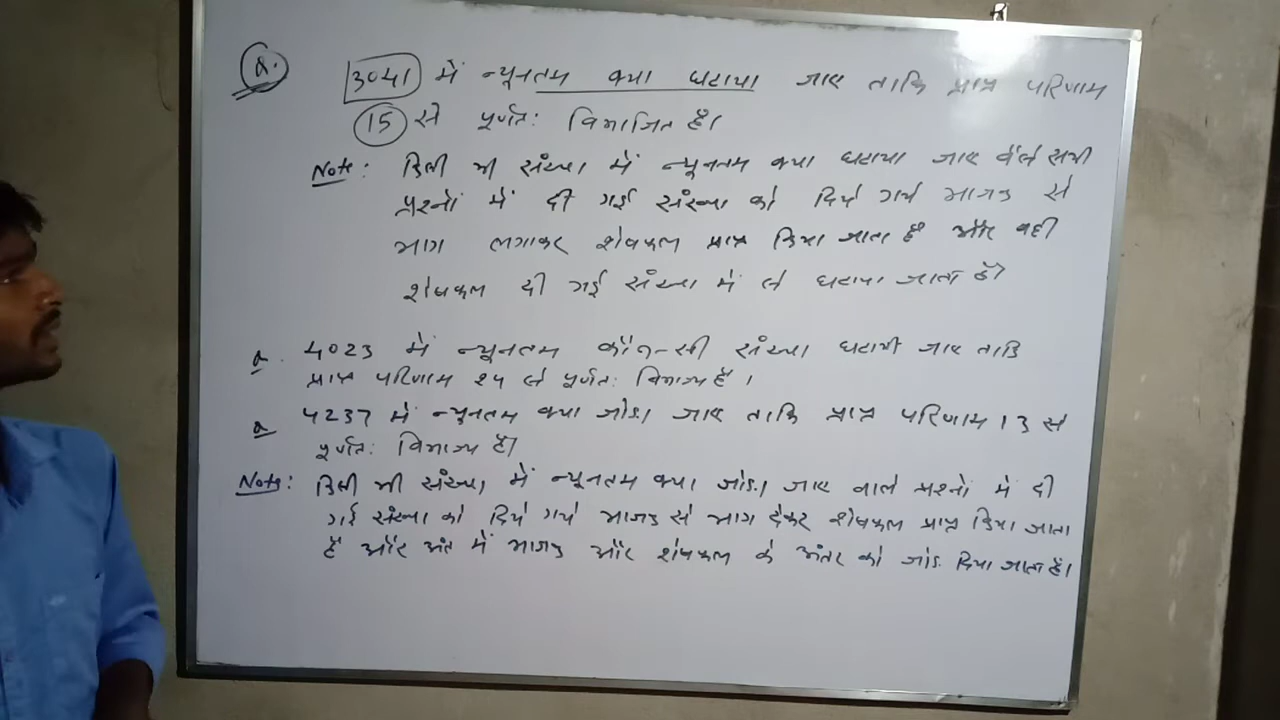 Q. 3041 में न्यूनतम क्या घटाया जाए ताकि प्राप्त परिणाम
15 से पूर्णतः विभाजित है।
Note: किसी भी संख्या में न्यूनतम क्या घटाया जाए वाले सभी
प्रश्नों में दी गई संख्या को दिये गये भाजक से
भाग लगाकर शेषफल प्राप्त किया जाता है और वही
शेषफल दी गई संख्या में से घटाया जाता है।
Q. 4023 में न्यूनतम कौन-सी संख्या घटायी जाए ताकि
प्राप्त परिणाम 25 से पूर्णतः विभाज्य है।
Q 4237 में न्यूनतम क्या जोड़ा जाए ताकि प्राप्त परिणाम 13 से
पूर्णतः विभाज्य है।
Note: किसी भी संख्या में न्यूनतम क्या जोड़ा जाए वाले प्रश्नों में दी
गई संख्या को दिये गये भाजक से भाग देकर शेषफल प्राप्त किया जाता
है और अंत में भाजक और शेषफल के अंतर को जोड़ दिया जाता है।